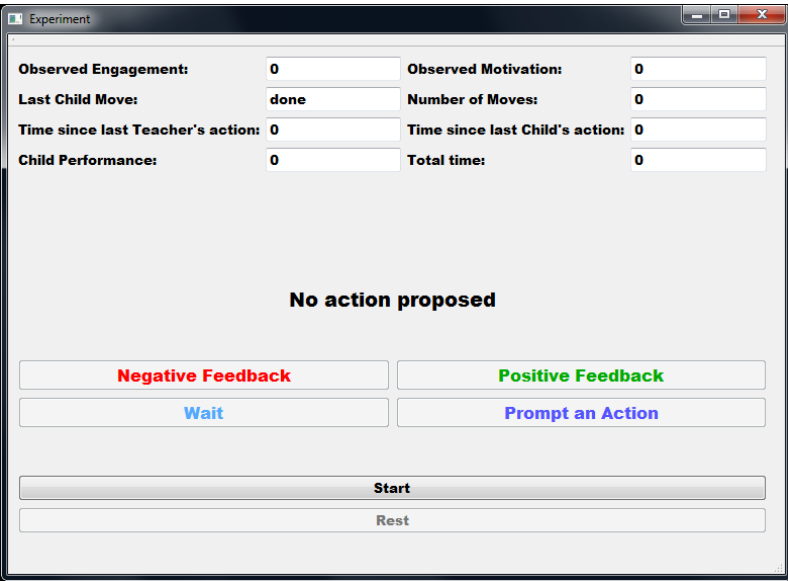 Experiment
Observed Engagement: 0 Observed Motivation: 0
Last Child Move: done Number of Moves: 0
Time since last Teacher's action: 0 Time since last Child's action: 0
Child Performance: 0 Total time: 0
No action proposed
Negative Feedback Positive Feedback
Wait Prompt an Action
Start
Rest